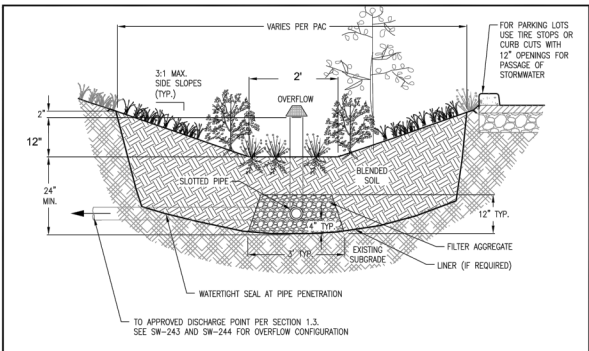 VARIES PER PAC
FOR PARKING LOTS
USE TIRE STOPS OR
CURB CUTS WITH
12" OPENINGS FOR
PASSAGE OF
STORMWATER
3:1 MAX.
SIDE SLOPES
(TYP.)
2'
OVERFLOW
2"
12"
24"
MIN.
SLOTTED PIPE
BLENDED
SOIL
4" TYP.
12" TYP.
3' TYP.
EXISTING
SUBGRADE
FILTER AGGREGATE
LINER (IF REQUIRED)
WATERTIGHT SEAL AT PIPE PENETRATION
TO APPROVED DISCHARGE POINT PER SECTION 1.3.
SEE SW-243 AND SW-244 FOR OVERFLOW CONFIGURATION